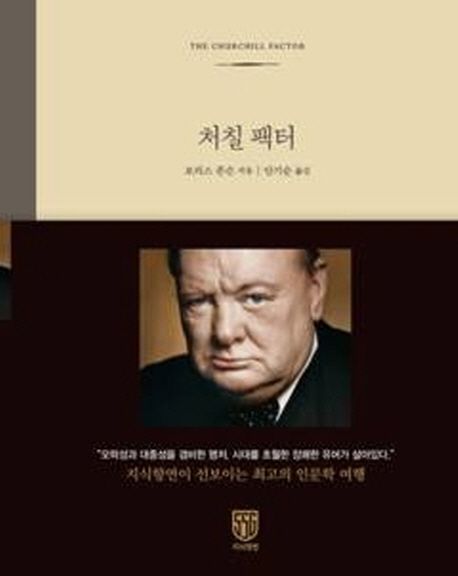 THE CHURCHILL FACTOR
처칠 팩터
보리스 존슨 지음 | 안기순 옮김
"오락성과 대중성을 겸비한 명저, 시대를 초월한 장쾌한 유머가 살아있다."
지식향연이 선보이는 최고의 인문학 여행
SSG
지식향연